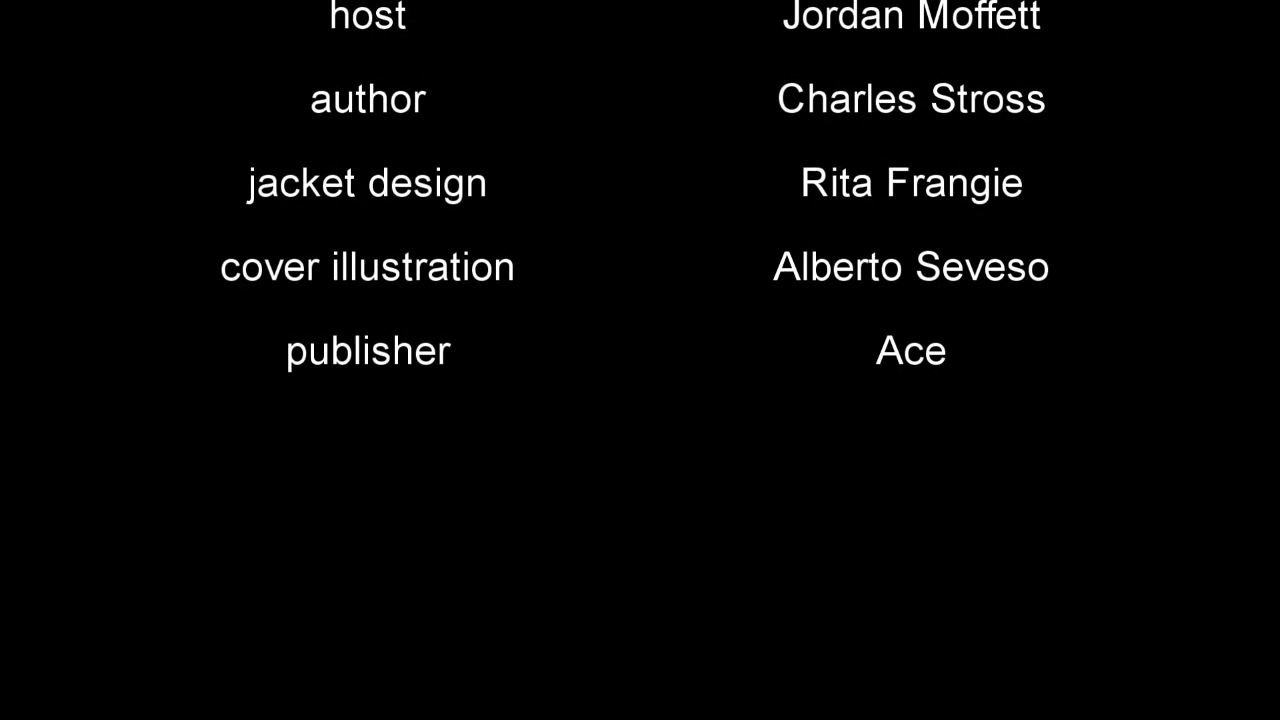 host Jordan Moffett
author Charles Stross
jacket design Rita Frangie
cover illustration Alberto Seveso
publisher Ace